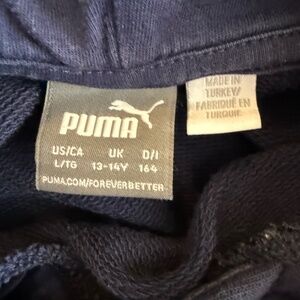 PUMA
US/CA UK D/I
L/TG 13-14Y 164
PUMA.COM/FOREVERBETTER
MADE IN
TURKEY/
FABRIQUÉ EN
TURQUIE